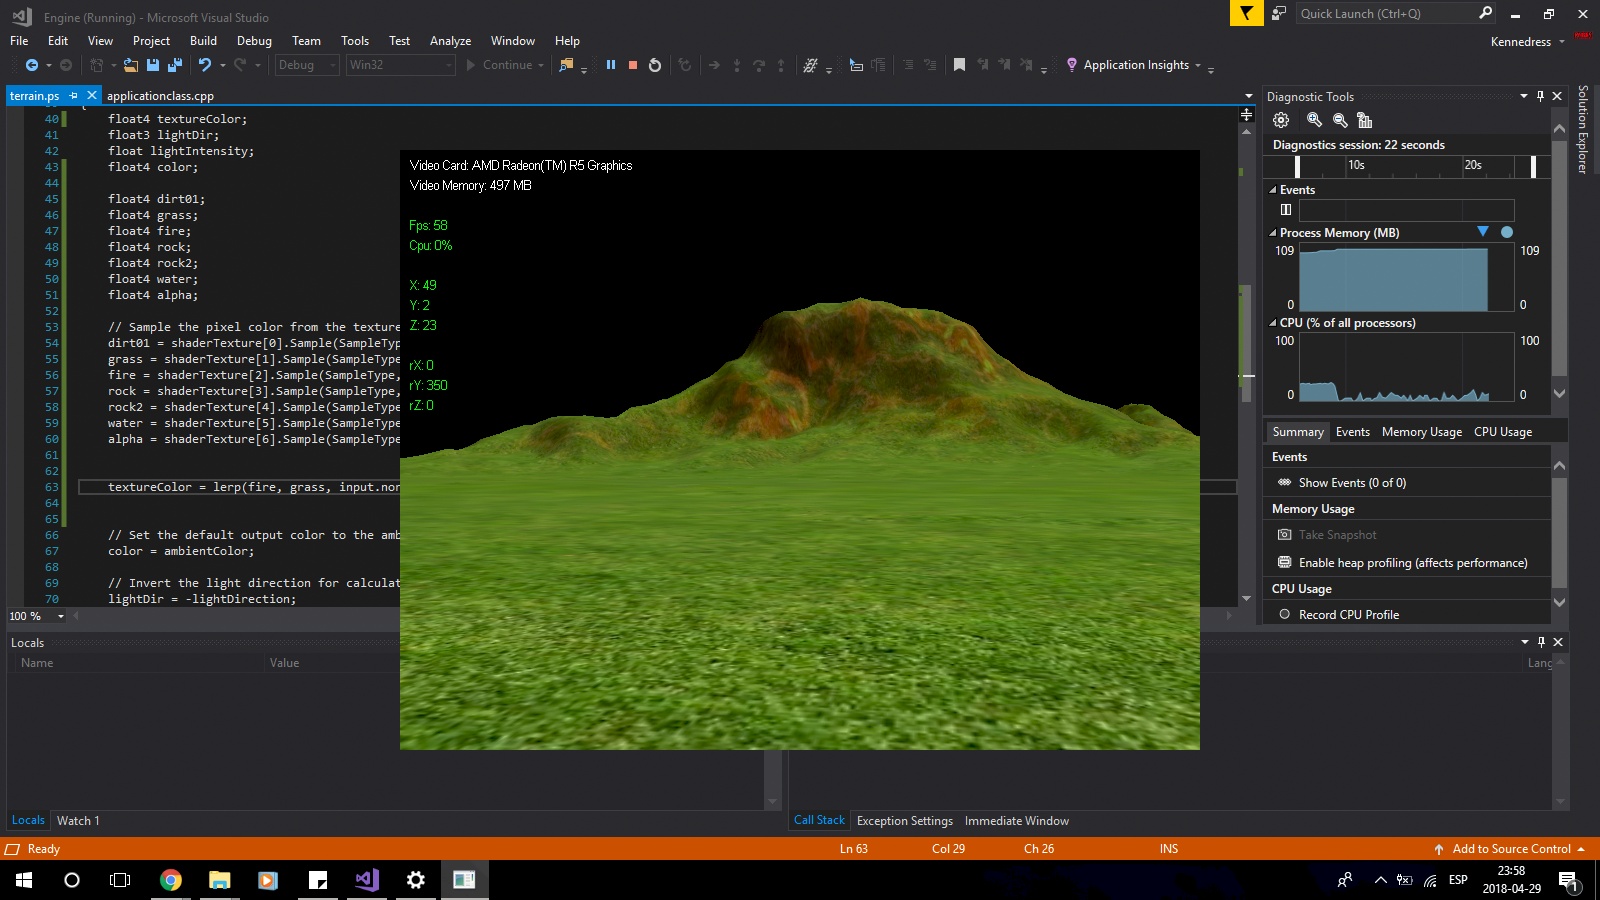 Engine (Running) - Microsoft Visual Studio
Quick Launch (Ctrl+Q)
File Edit View Project Build Debug Team Tools Test Analyze Window Help
Kennedress
Debug Win32 Continue Application Insights
terrain.ps applicationclass.cpp
40 float4 textureColor;
41 float3 lightDir;
42 float lightIntensity;
43 float4 color;
44
45 float4 dirt01;
46 float4 grass;
47 float4 fire;
48 float4 rock;
49 float4 rock2;
50 float4 water;
51 float4 alpha;
52
53 // Sample the pixel color from the texture
54 dirt01 = shaderTexture[0].Sample(SampleTyp
55 grass = shaderTexture[1].Sample(SampleType
56 fire = shaderTexture[2].Sample(SampleType,
57 rock = shaderTexture[3].Sample(SampleType,
58 rock2 = shaderTexture[4].Sample(SampleType
59 water = shaderTexture[5].Sample(SampleType
60 alpha = shaderTexture[6].Sample(SampleType
61
62
63 textureColor = lerp(fire, grass, input.nor
64
65
66 // Set the default output color to the amb
67 color = ambientColor;
68
69 // Invert the light direction for calculat
70 lightDir = -lightDirection;
100 %
Video Card: AMD Radeon(TM) R5 Graphics
Video Memory: 497 MB
Fps: 58
Cpu: 0%
X: 49
Y: 2
Z: 23
rX: 0
rY: 350
rZ: 0
Diagnostic Tools
Diagnostics session: 22 seconds
10s 20s
Events
Process Memory (MB)
109 109
0 0
CPU (% of all processors)
100 100
0 0
Summary Events Memory Usage CPU Usage
Events
Show Events (0 of 0)
Memory Usage
Take Snapshot
Enable heap profiling (affects performance)
CPU Usage
Record CPU Profile
Solution Explorer
Locals
Name Value
Lang
Locals Watch 1
Call Stack Exception Settings Immediate Window
Ready Ln 63 Col 29 Ch 26 INS Add to Source Control
ESP
23:58
2018-04-29
1